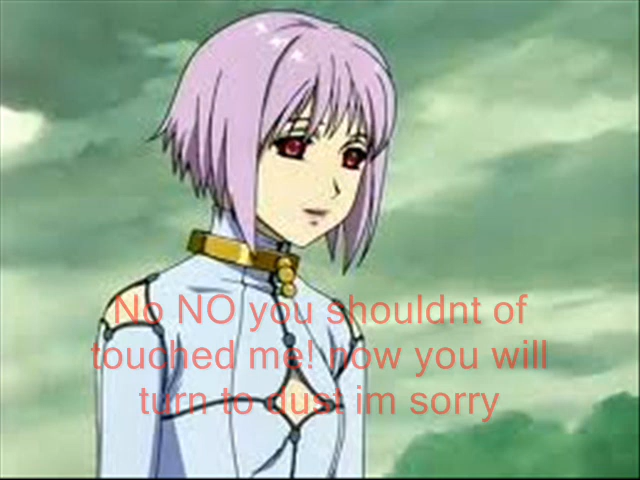 No NO you shouldnt of
touched me! now you will
turn to dust im sorry